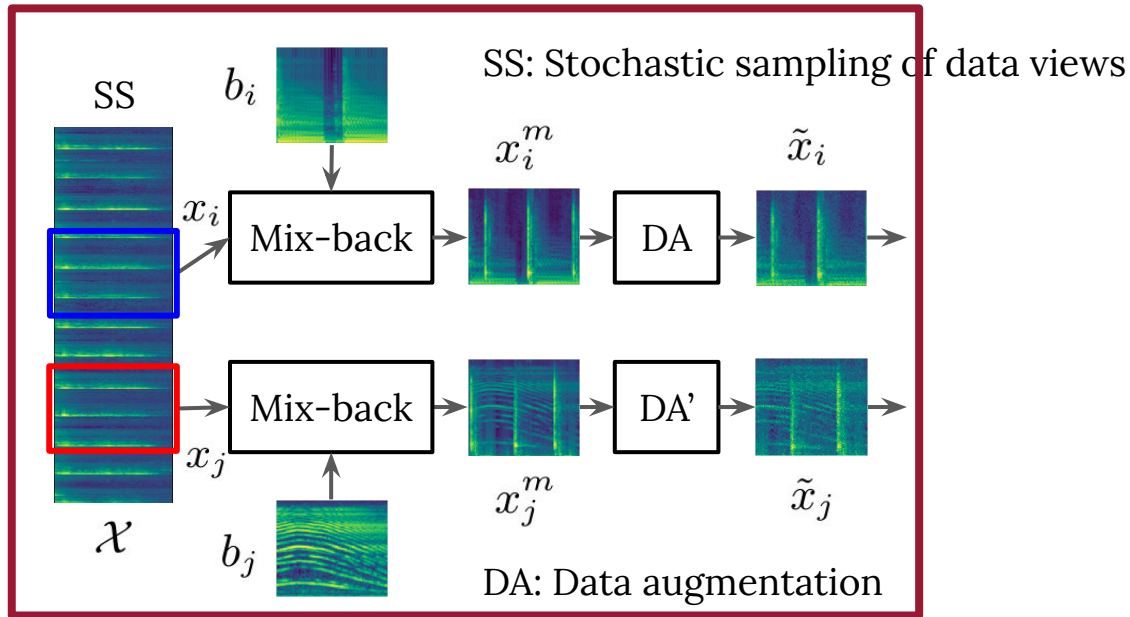 SS: Stochastic sampling of data views
SS
b_i
x_i^m
x̃_i
x_i
Mix-back
DA
Mix-back
DA’
x_j
x_j^m
x̃_j
𝒳
b_j
DA: Data augmentation